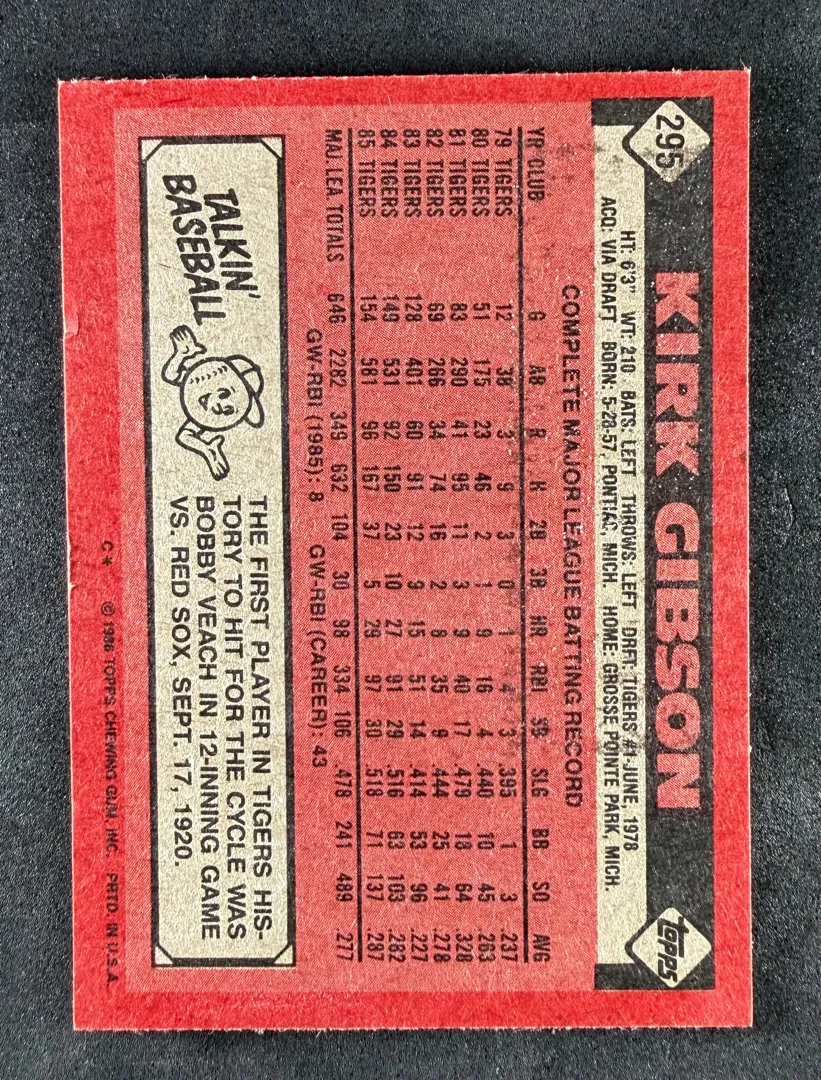 295
KIRK GIBSON
topps
HT: 6'3" WT: 210 BATS: LEFT THROWS: LEFT DRFT: TIGERS #1-JUNE, 1978
ACQ: VIA DRAFT BORN: 5-28-57, PONTIAC, MICH. HOME: GROSSE POINTE PARK, MICH.
COMPLETE MAJOR LEAGUE BATTING RECORD
YR CLUB G AB R H 2B 3B HR RBI SB SLG BB SO AVG
79 TIGERS 12 38 3 9 3 0 1 4 3 .395 1 3 .237
80 TIGERS 51 175 23 46 2 1 9 16 4 .440 10 45 .263
81 TIGERS 83 290 41 95 11 3 9 40 17 .479 18 64 .328
82 TIGERS 69 266 34 74 16 2 8 35 9 .444 25 41 .278
83 TIGERS 128 401 60 91 12 9 15 51 14 .414 53 96 .227
84 TIGERS 149 531 92 150 23 10 27 91 29 .516 63 103 .282
85 TIGERS 154 581 96 167 37 5 29 97 30 .518 71 137 .287
MAJ. LEA TOTALS 646 2282 349 632 104 30 98 334 106 .478 241 489 .277
GW-RBI (1985): 8 GW-RBI (CAREER): 43
TALKIN'
BASEBALL
THE FIRST PLAYER IN TIGERS HIS-
TORY TO HIT FOR THE CYCLE WAS
BOBBY VEACH IN 12-INNING GAME
VS. RED SOX, SEPT. 17, 1920.
C* © 1986 TOPPS CHEWING GUM, INC. PRTD. IN U.S.A.